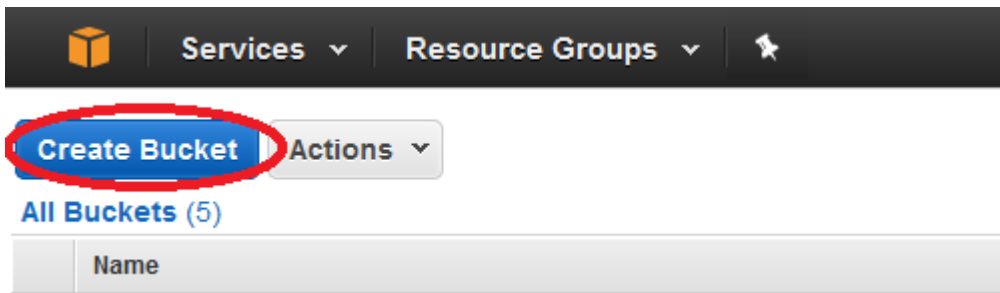 Services Resource Groups
Create Bucket Actions
All Buckets (5)
Name